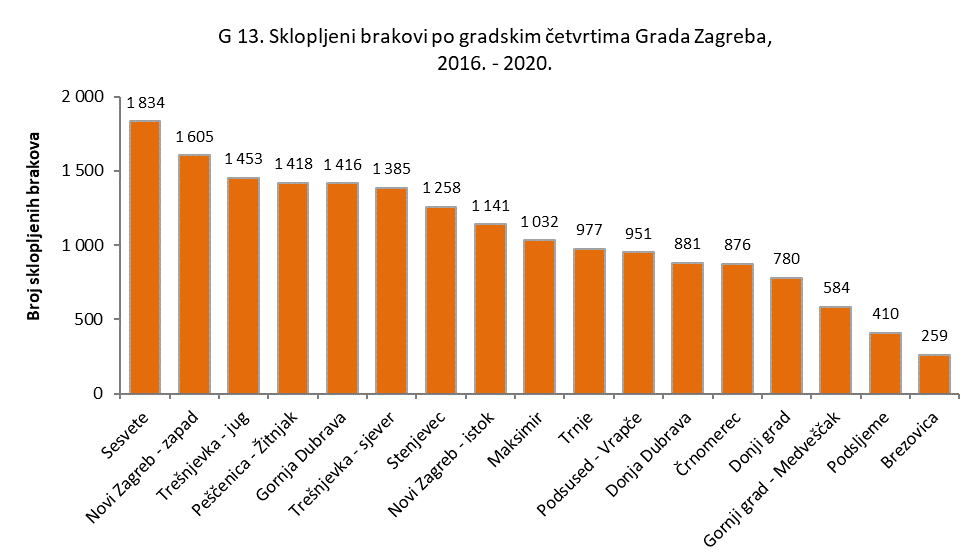 G 13. Sklopljeni brakovi po gradskim četvrtima Grada Zagreba,
2016. - 2020.
Broj sklopljenih brakova
2 000
1 500
1 000
500
0
1 834
1 605
1 453
1 418
1 416
1 385
1 258
1 141
1 032
977
951
881
876
780
584
410
259
Sesvete
Novi Zagreb - zapad
Trešnjevka - jug
Peščenica - Žitnjak
Gornja Dubrava
Trešnjevka - sjever
Stenjevec
Novi Zagreb - istok
Maksimir
Trnje
Podsused - Vrapče
Donja Dubrava
Črnomerec
Donji grad
Gornji grad - Medveščak
Podsljeme
Brezovica